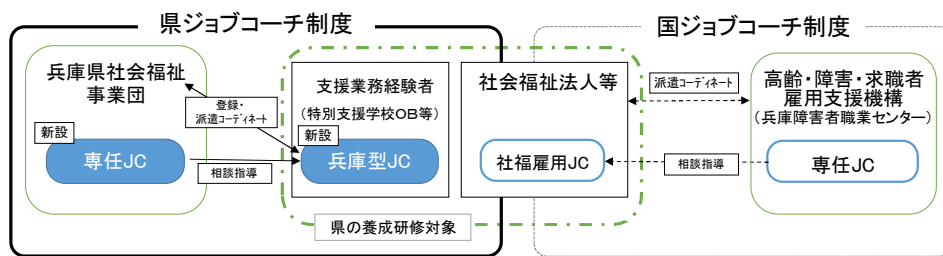 県ジョブコーチ制度
国ジョブコーチ制度
兵庫県社会福祉
事業団
登録・
派遣コーディネート
新設
専任JC
相談指導
支援業務経験者
(特別支援学校OB等)
新設
兵庫型JC
社会福祉法人等
社福雇用JC
派遣コーディネート
相談指導
高齢・障害・求職者
雇用支援機構
(兵庫障害者職業センター)
専任JC
県の養成研修対象